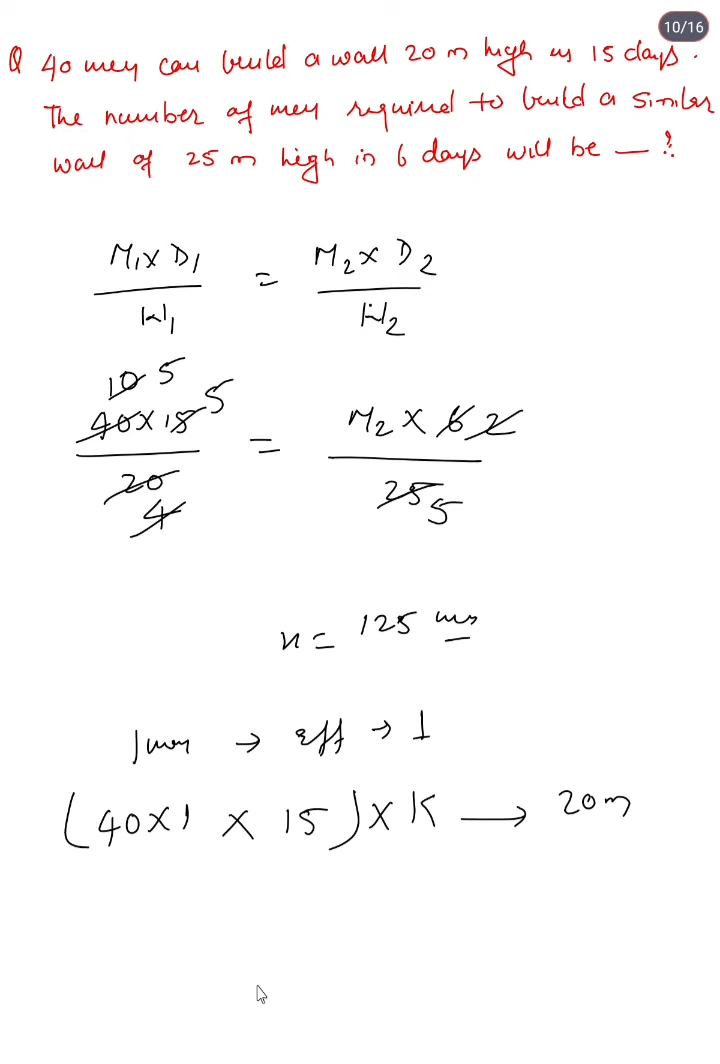 10/16
Q 40 men can build a wall 20 m high in 15 days.
The number of men required to build a similar
wall of 25 m high in 6 days will be — ?
M1 x D1 / W1 = M2 x D2 / W2
10 5
40 x 15 5 / 20 4 = M2 x 6 2 / 25 5
x = 125 men
1 men → eff → 1
(40 x 1 x 15) x K → 20 m